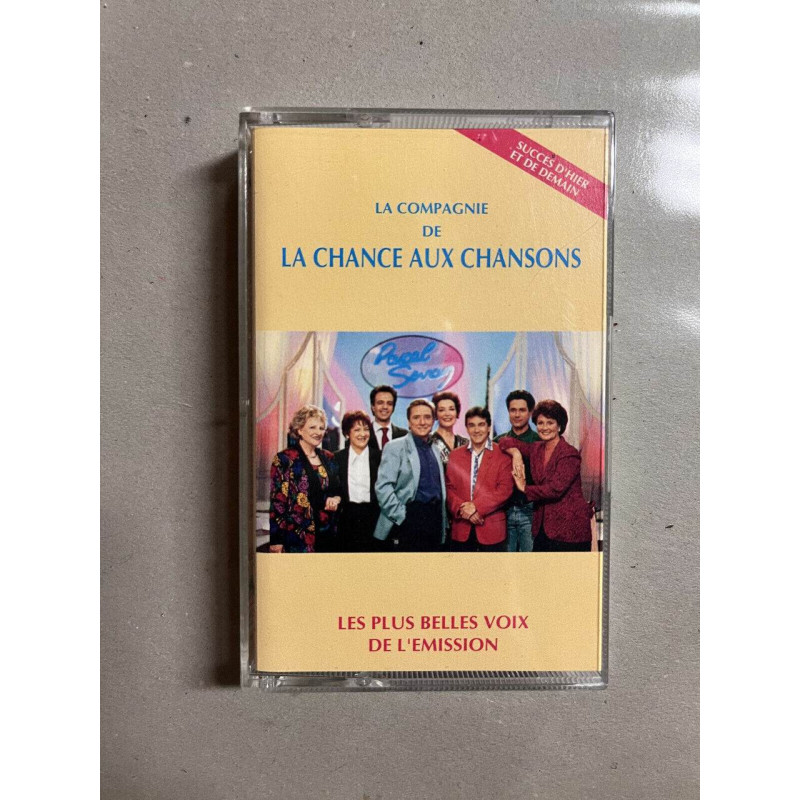 SUCCES D'HIER
ET DE DEMAIN
LA COMPAGNIE
DE
LA CHANCE AUX CHANSONS
Pascal
Sevran
LES PLUS BELLES VOIX
DE L'EMISSION